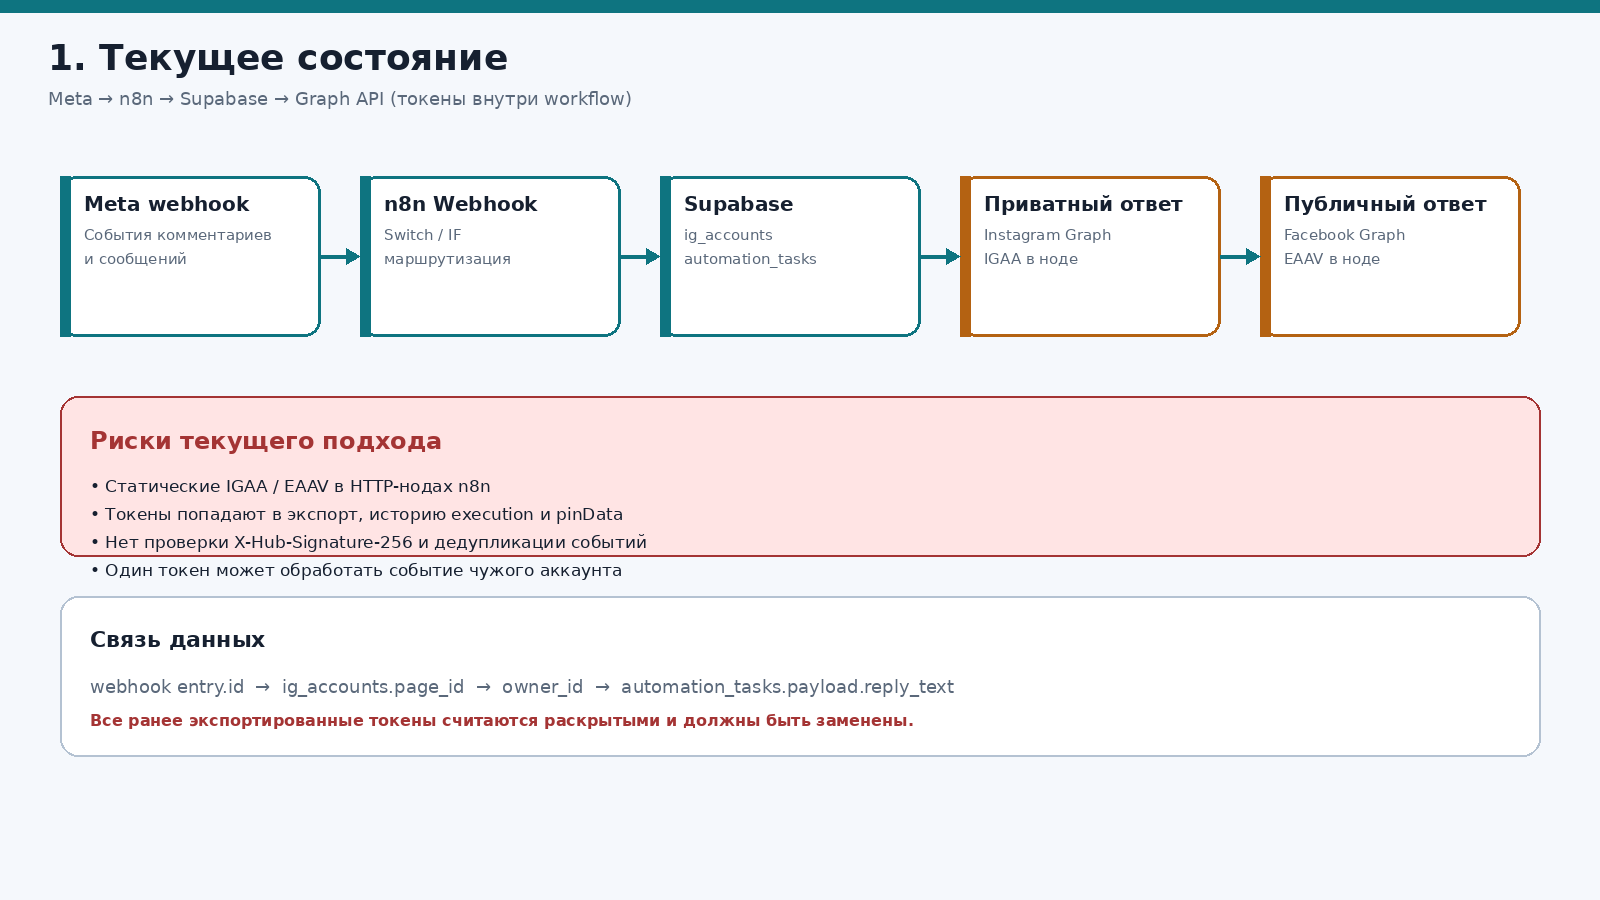 1. Текущее состояние
Meta → n8n → Supabase → Graph API (токены внутри workflow)
Meta webhook
События комментариев
и сообщений
n8n Webhook
Switch / IF
маршрутизация
Supabase
ig_accounts
automation_tasks
Приватный ответ
Instagram Graph
IGAA в ноде
Публичный ответ
Facebook Graph
EAAV в ноде
Риски текущего подхода
• Статические IGAA / EAAV в HTTP-нодах n8n
• Токены попадают в экспорт, историю execution и pinData
• Нет проверки X-Hub-Signature-256 и дедупликации событий
• Один токен может обработать событие чужого аккаунта
Связь данных
webhook entry.id → ig_accounts.page_id → owner_id → automation_tasks.payload.reply_text
Все ранее экспортированные токены считаются раскрытыми и должны быть заменены.